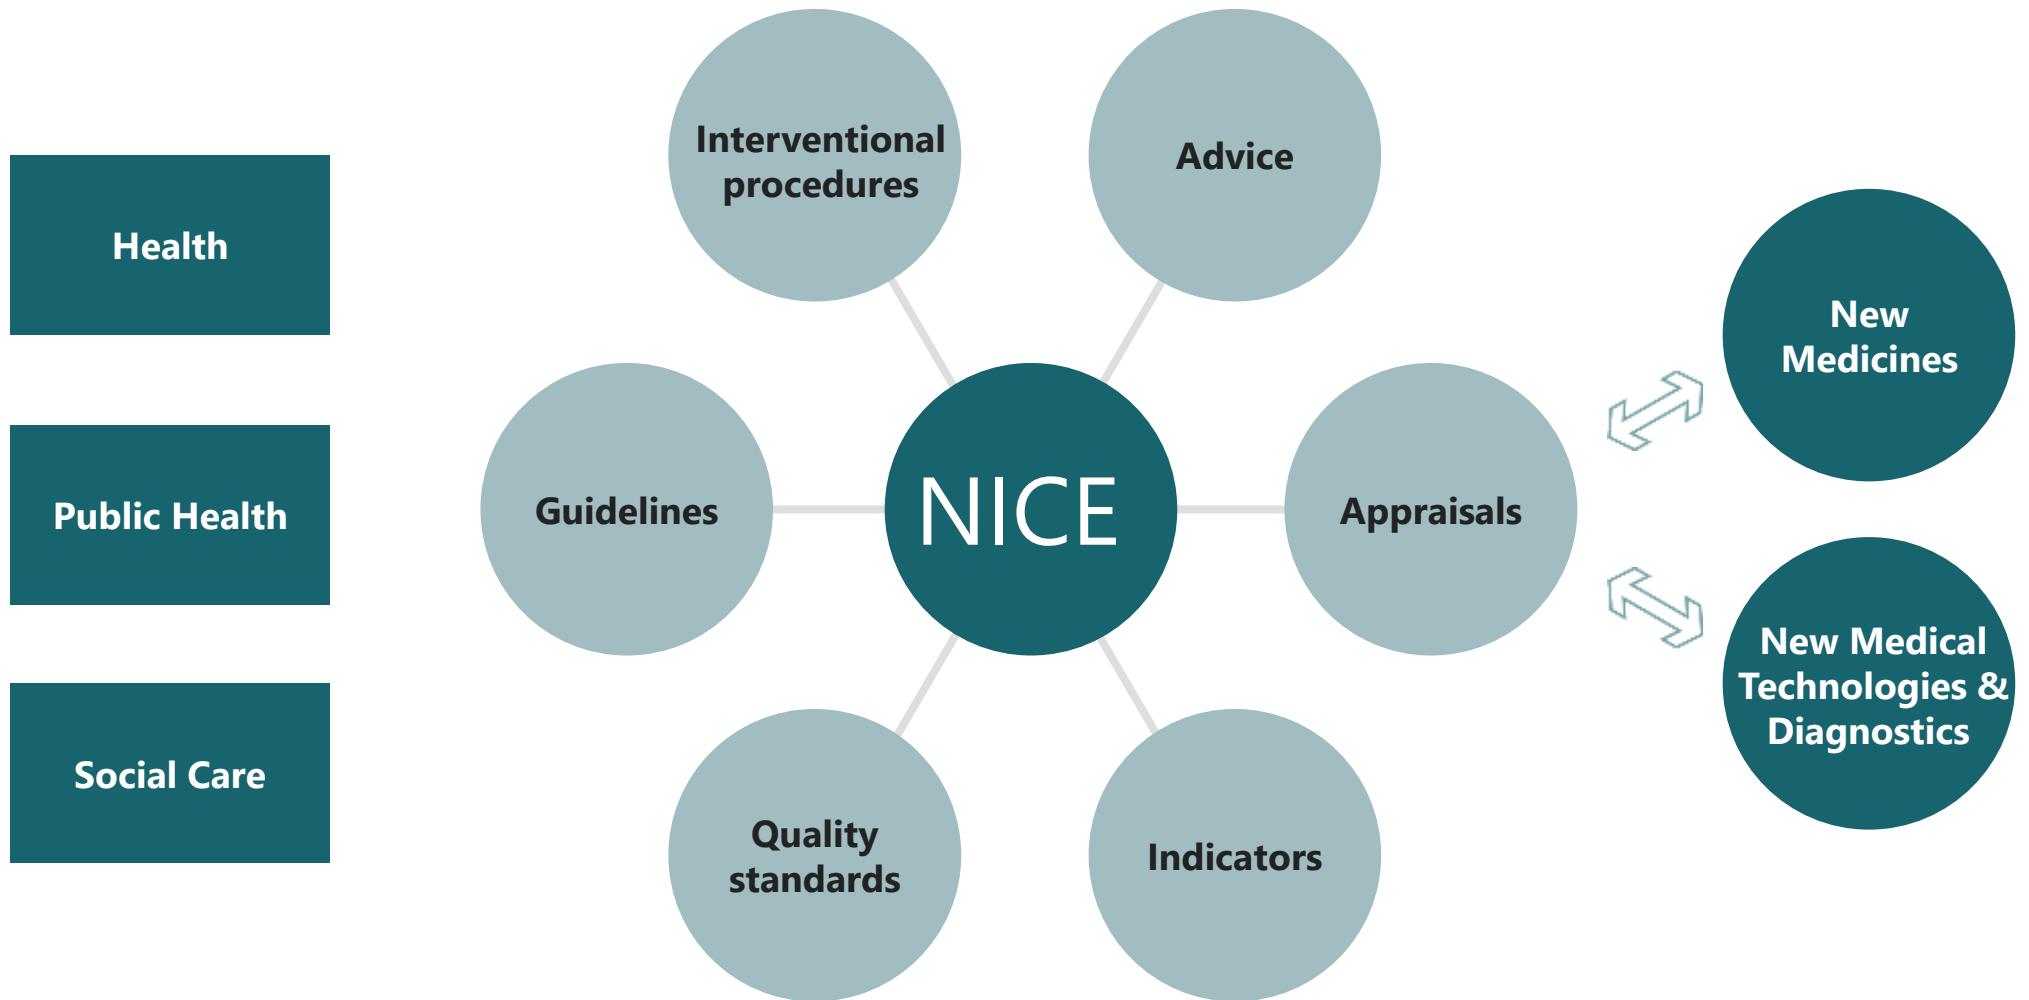 Health
Public Health
Social Care
Interventional
procedures
Advice
Guidelines
NICE
Appraisals
Quality
standards
Indicators
New
Medicines
New Medical
Technologies &
Diagnostics